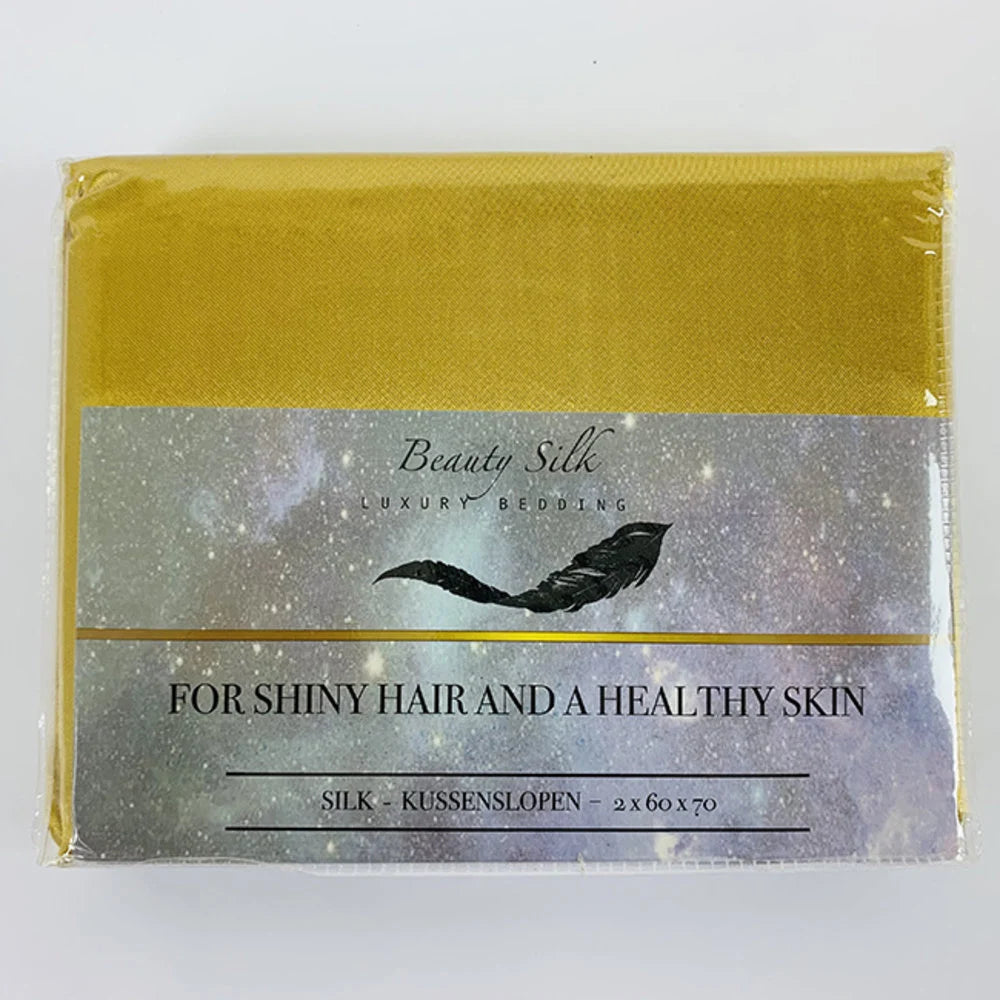 Beauty Silk
LUXURY BEDDING
FOR SHINY HAIR AND A HEALTHY SKIN
SILK - KUSSENSLOPEN - 2 x 60 x 70